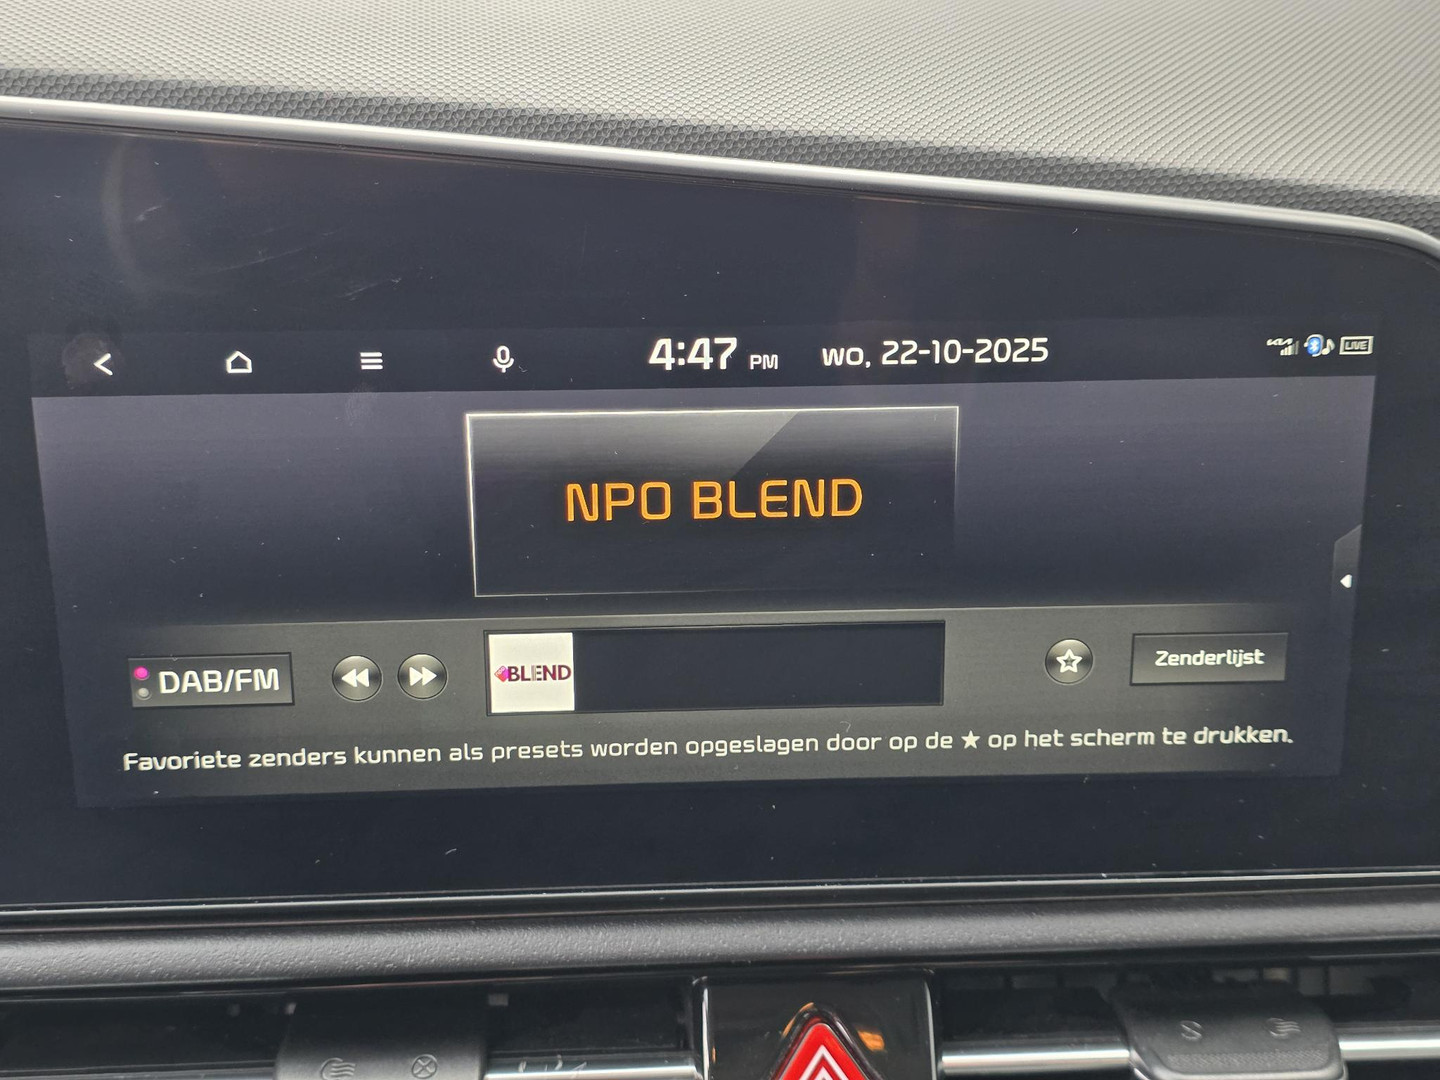 4:47 PM wo, 22-10-2025 LIVE
NPO BLEND
DAB/FM
BLEND
Zenderlijst
Favoriete zenders kunnen als presets worden opgeslagen door op de ★ op het scherm te drukken.